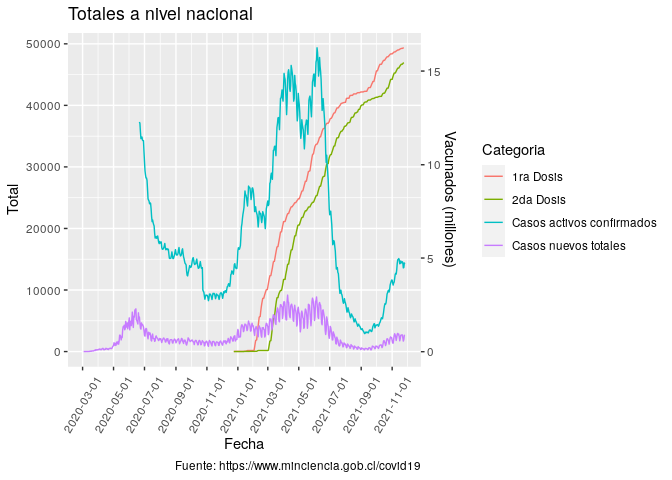 Totales a nivel nacional
Total
50000
40000
30000
20000
10000
0
15
10
5
0
Vacunados (millones)
2020-03-01
2020-05-01
2020-07-01
2020-09-01
2020-11-01
2021-01-01
2021-03-01
2021-05-01
2021-07-01
2021-09-01
2021-11-01
Fecha
Fuente: https://www.minciencia.gob.cl/covid19
Categoria
1ra Dosis
2da Dosis
Casos activos confirmados
Casos nuevos totales